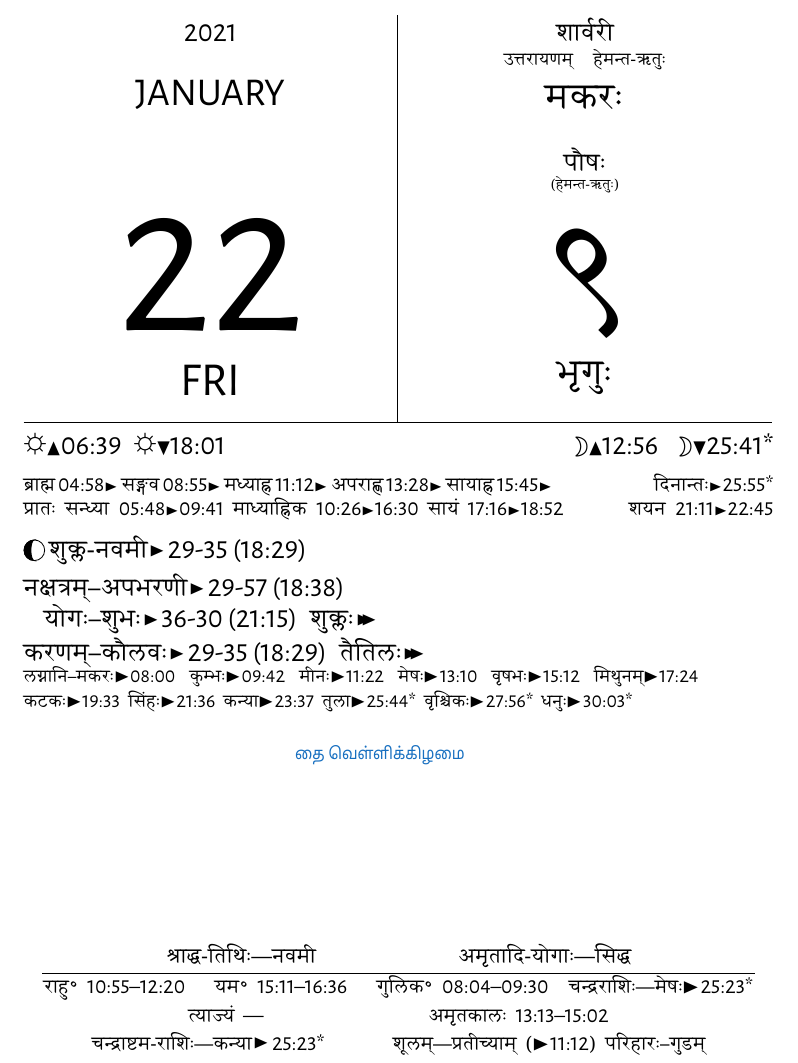 2021
JANUARY
22
FRI
शार्वरी
उत्तरायणम् हेमन्त-ऋतुः
मकरः
पौषः
(हेमन्त-ऋतुः)
९
भृगुः
☼▲06:39 ☼▼18:01 ☽▲12:56 ☽▼25:41*
ब्राह्म 04:58► सङ्गव 08:55► मध्याह्न 11:12► अपराह्ण 13:28► सायाह्न 15:45► दिनान्तः►25:55*
प्रातः सन्ध्या 05:48►09:41 माध्याह्निक 10:26►16:30 सायं 17:16►18:52 शयन 21:11►22:45
शुक्ल-नवमी►29-35 (18:29)
नक्षत्रम्–अपभरणी►29-57 (18:38)
योगः–शुभः►36-30 (21:15) शुक्लः►►
करणम्–कौलवः►29-35 (18:29) तैतिलः►►
लग्नानि–मकरः►08:00 कुम्भः►09:42 मीनः►11:22 मेषः►13:10 वृषभः►15:12 मिथुनम्►17:24
कटकः►19:33 सिंहः►21:36 कन्या►23:37 तुला►25:44* वृश्चिकः►27:56* धनुः►30:03*
தை வெள்ளிக்கிழமை
श्राद्ध-तिथिः—नवमी अमृतादि-योगाः—सिद्ध
राहु॰ 10:55–12:20 यम॰ 15:11–16:36 गुलिक॰ 08:04–09:30 चन्द्रराशिः—मेषः►25:23*
त्याज्यं — अमृतकालः 13:13–15:02
चन्द्राष्टम-राशिः—कन्या►25:23* शूलम्—प्रतीच्याम् (►11:12) परिहारः–गुडम्